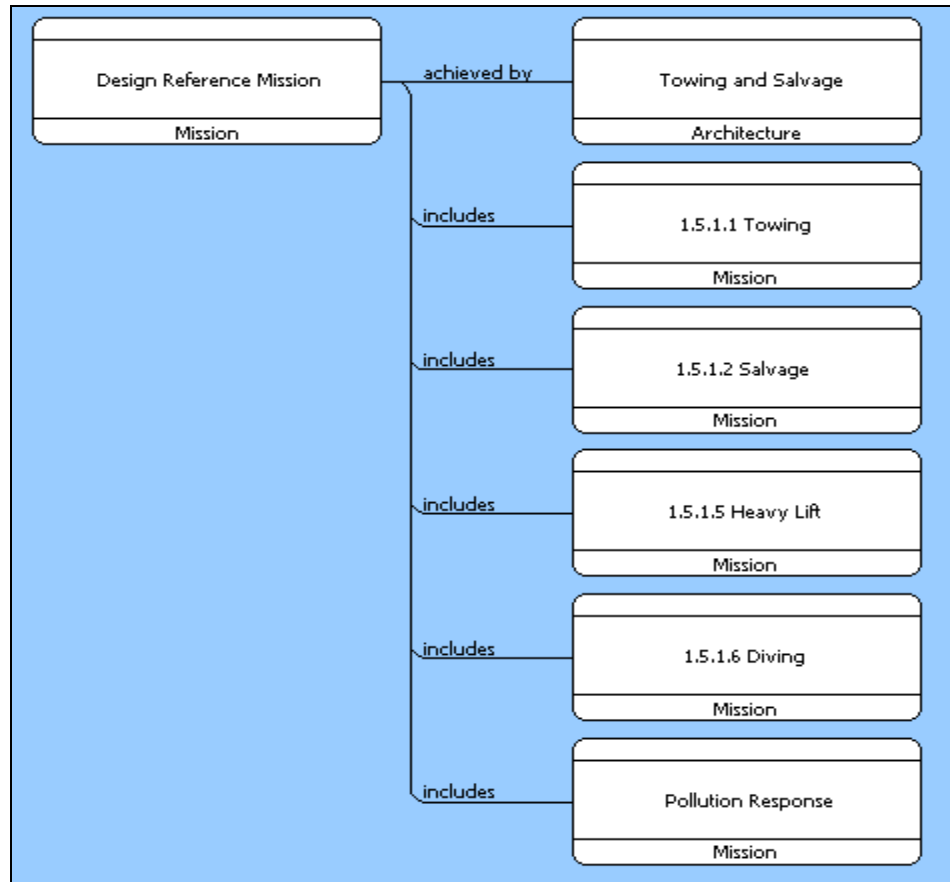 Design Reference Mission
Mission
achieved by
Towing and Salvage
Architecture
includes
1.5.1.1 Towing
Mission
includes
1.5.1.2 Salvage
Mission
includes
1.5.1.5 Heavy Lift
Mission
includes
1.5.1.6 Diving
Mission
includes
Pollution Response
Mission